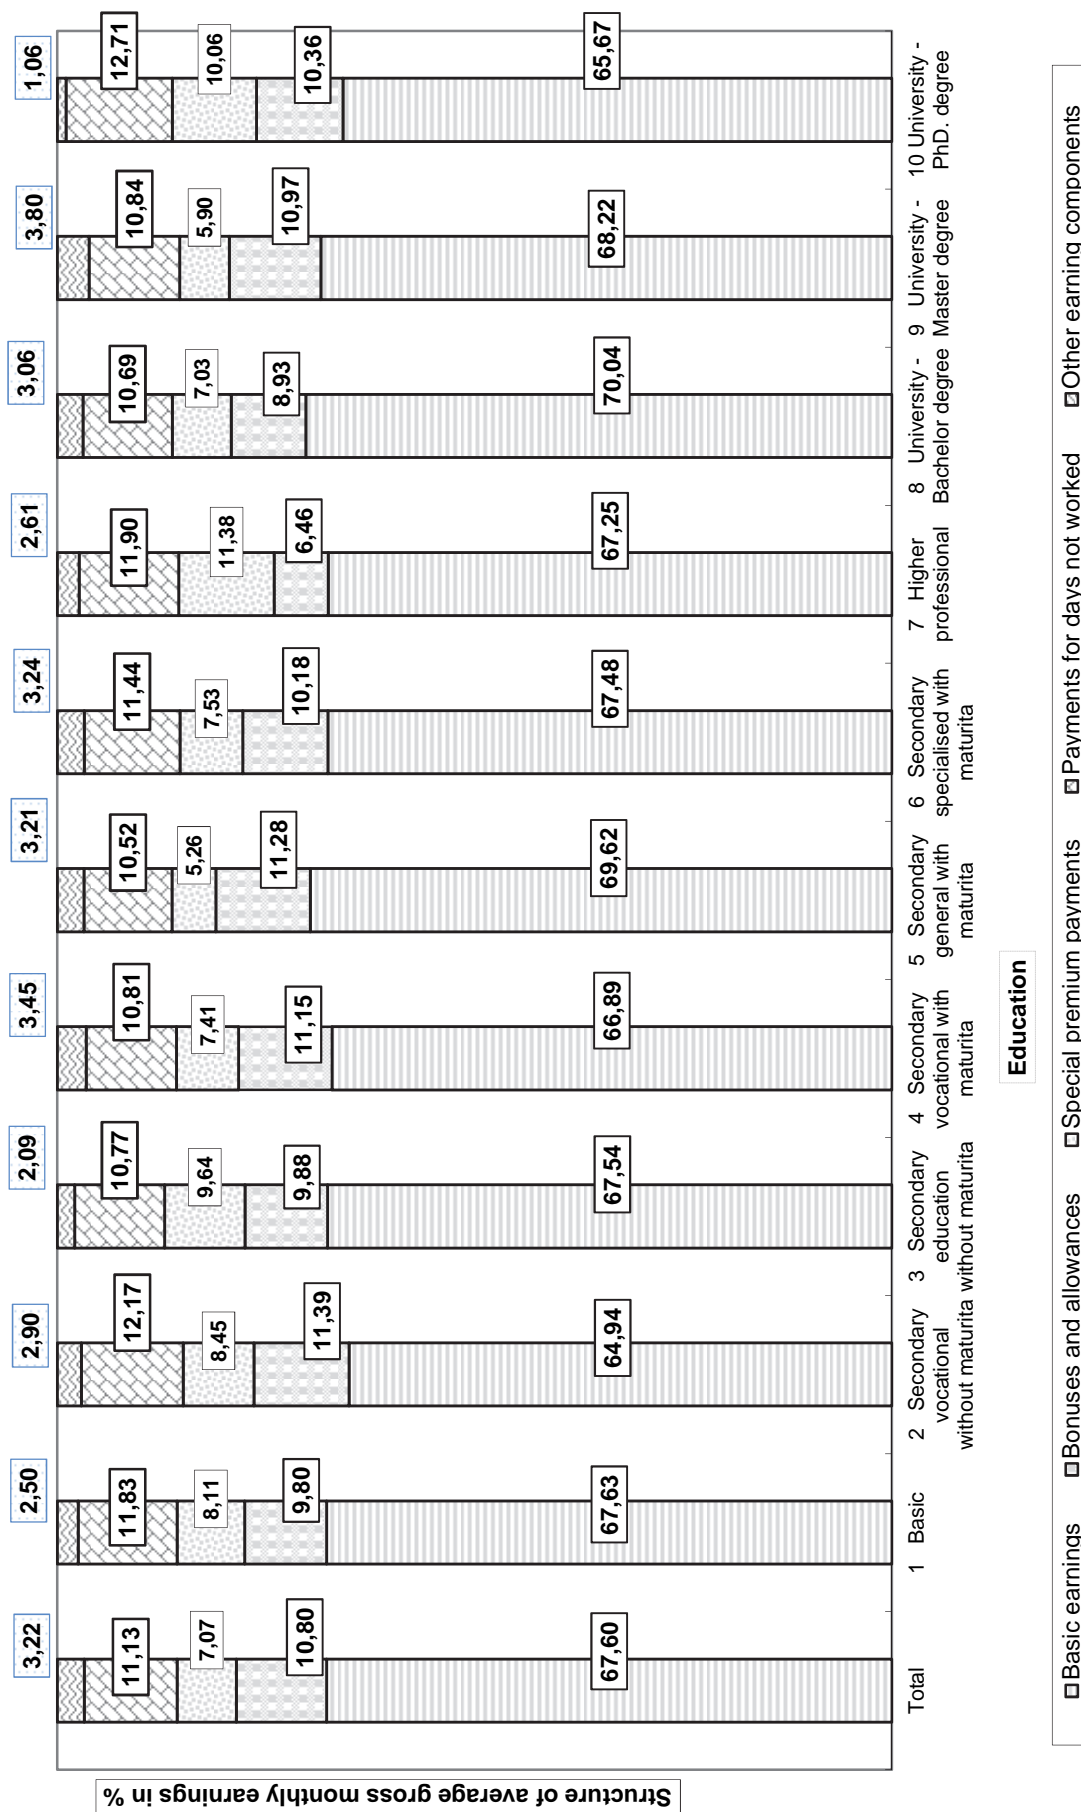 Structure of average gross monthly earnings in %
3,22
2,50
2,90
2,09
3,45
3,21
3,24
2,61
3,06
3,80
1,06
11,13
11,83
12,17
10,77
10,81
10,52
11,44
11,90
10,69
10,84
12,71
7,07
8,11
8,45
9,64
7,41
5,26
7,53
11,38
7,03
5,90
10,06
10,80
9,80
11,39
9,88
11,15
11,28
10,18
6,46
8,93
10,97
10,36
67,60
67,63
64,94
67,54
66,89
69,62
67,48
67,25
70,04
68,22
65,67
Total
1 Basic
2 Secondary
vocational
without maturita
3 Secondary
education
without maturita
4 Secondary
vocational with
maturita
5 Secondary
general with
maturita
6 Secondary
specialised with
maturita
7 Higher
professional
8 University -
Bachelor degree
9 University -
Master degree
10 University -
PhD. degree
Education
Basic earnings
Bonuses and allowances
Special premium payments
Payments for days not worked
Other earning components